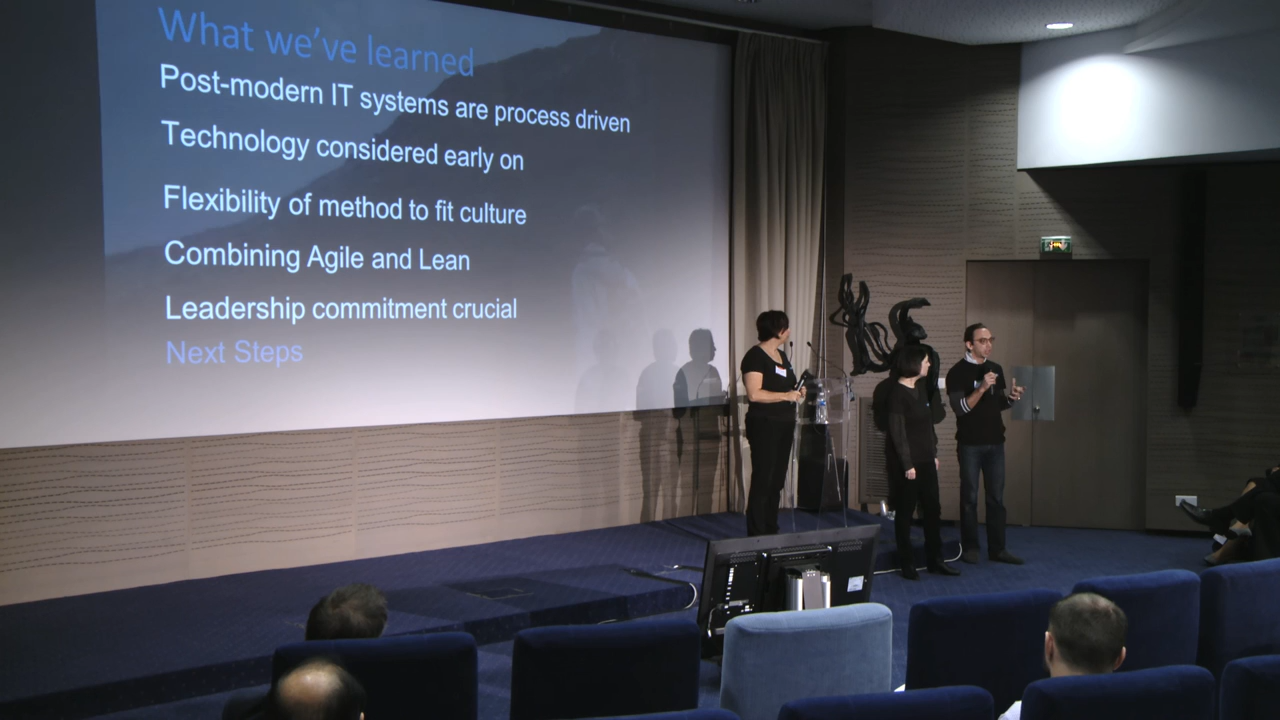 What we've learned
Post-modern IT systems are process driven
Technology considered early on
Flexibility of method to fit culture
Combining Agile and Lean
Leadership commitment crucial
Next Steps